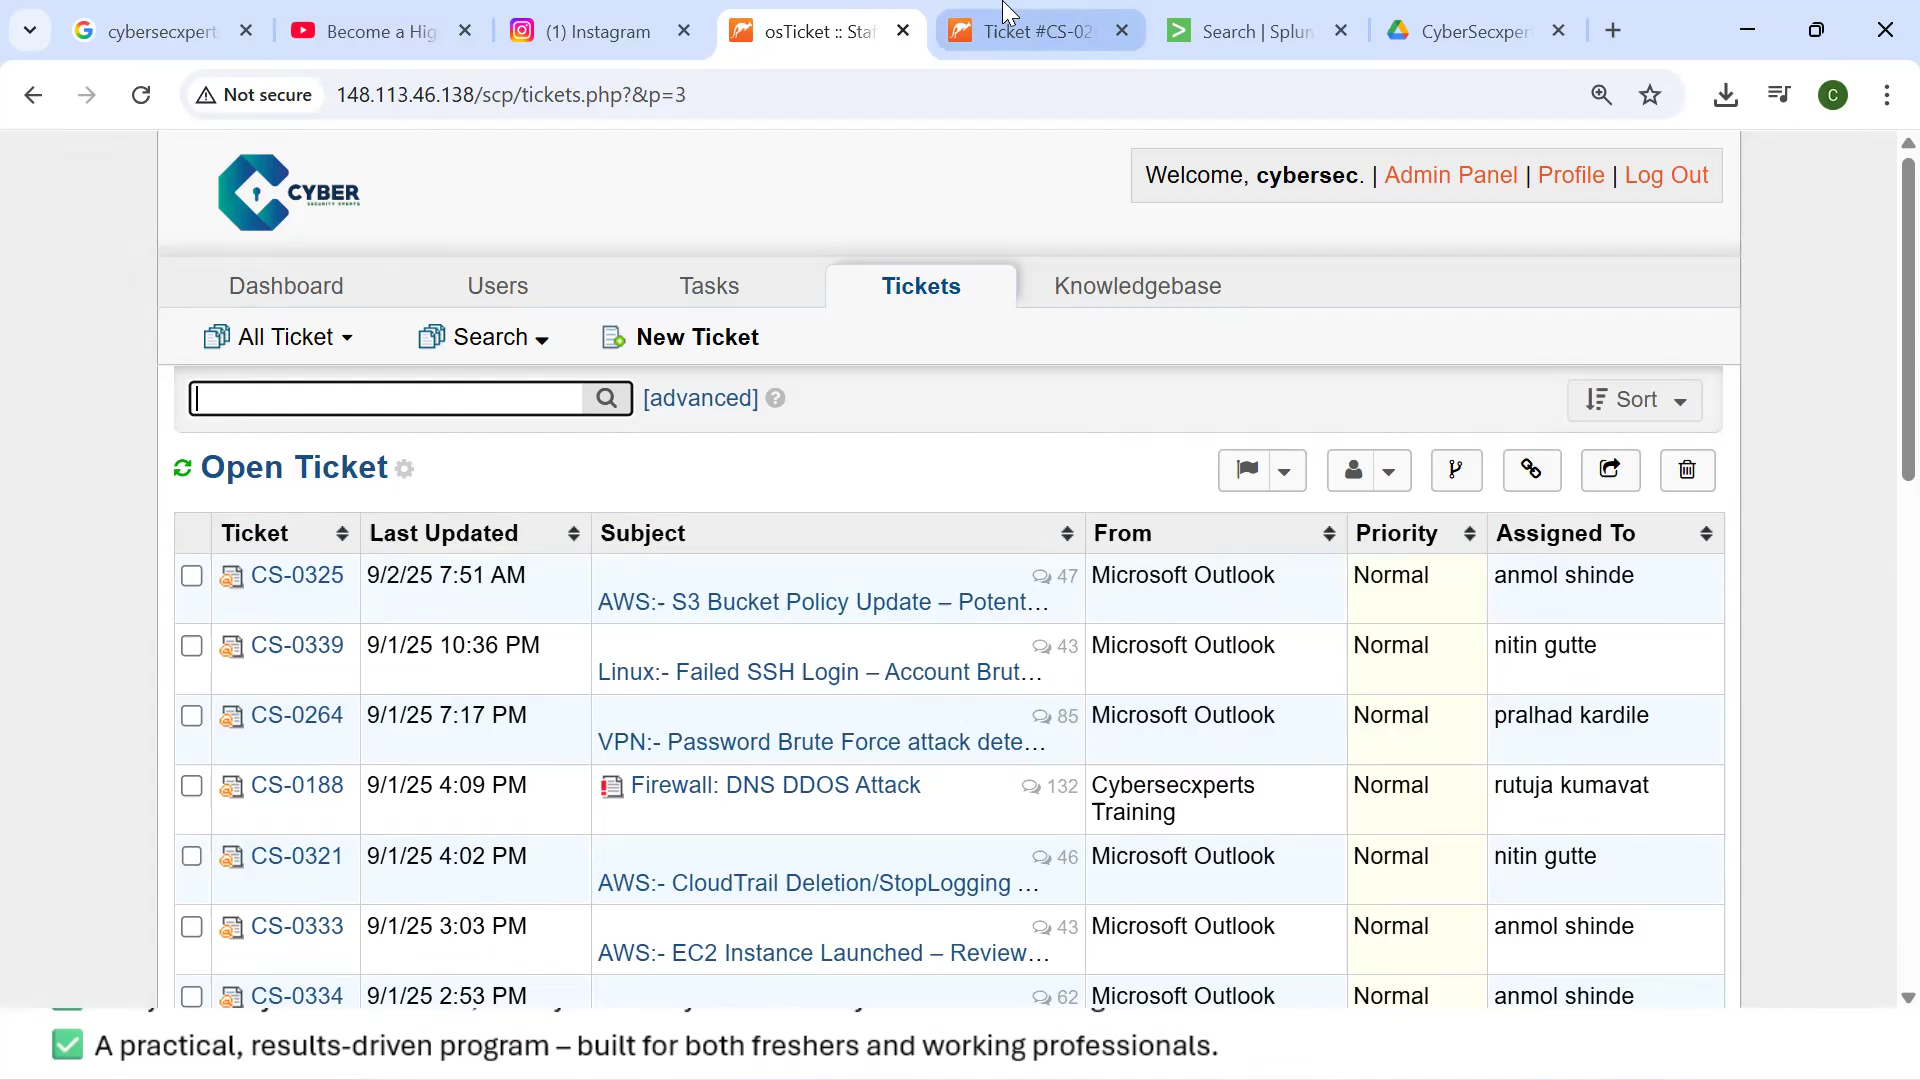 cybersecxpert
Become a Hig
(1) Instagram
osTicket :: Staf
Ticket #CS-02
Search | Splun
CyberSecxper
Not secure
148.113.46.138/scp/tickets.php?&p=3
C
CYBER
SECURITY XPERTS
Welcome, cybersec. | Admin Panel | Profile | Log Out
Dashboard
Users
Tasks
Tickets
Knowledgebase
All Ticket
Search
New Ticket
[advanced]
Sort
Open Ticket
Ticket Last Updated Subject From Priority Assigned To
CS-0325 9/2/25 7:51 AM 47 Microsoft Outlook Normal anmol shinde
AWS:- S3 Bucket Policy Update – Potent...
CS-0339 9/1/25 10:36 PM 43 Microsoft Outlook Normal nitin gutte
Linux:- Failed SSH Login – Account Brut...
CS-0264 9/1/25 7:17 PM 85 Microsoft Outlook Normal pralhad kardile
VPN:- Password Brute Force attack dete...
CS-0188 9/1/25 4:09 PM Firewall: DNS DDOS Attack 132 Cybersecxperts Normal rutuja kumavat
Training
CS-0321 9/1/25 4:02 PM 46 Microsoft Outlook Normal nitin gutte
AWS:- CloudTrail Deletion/StopLogging ...
CS-0333 9/1/25 3:03 PM 43 Microsoft Outlook Normal anmol shinde
AWS:- EC2 Instance Launched – Review...
CS-0334 9/1/25 2:53 PM 62 Microsoft Outlook Normal anmol shinde
A practical, results-driven program – built for both freshers and working professionals.